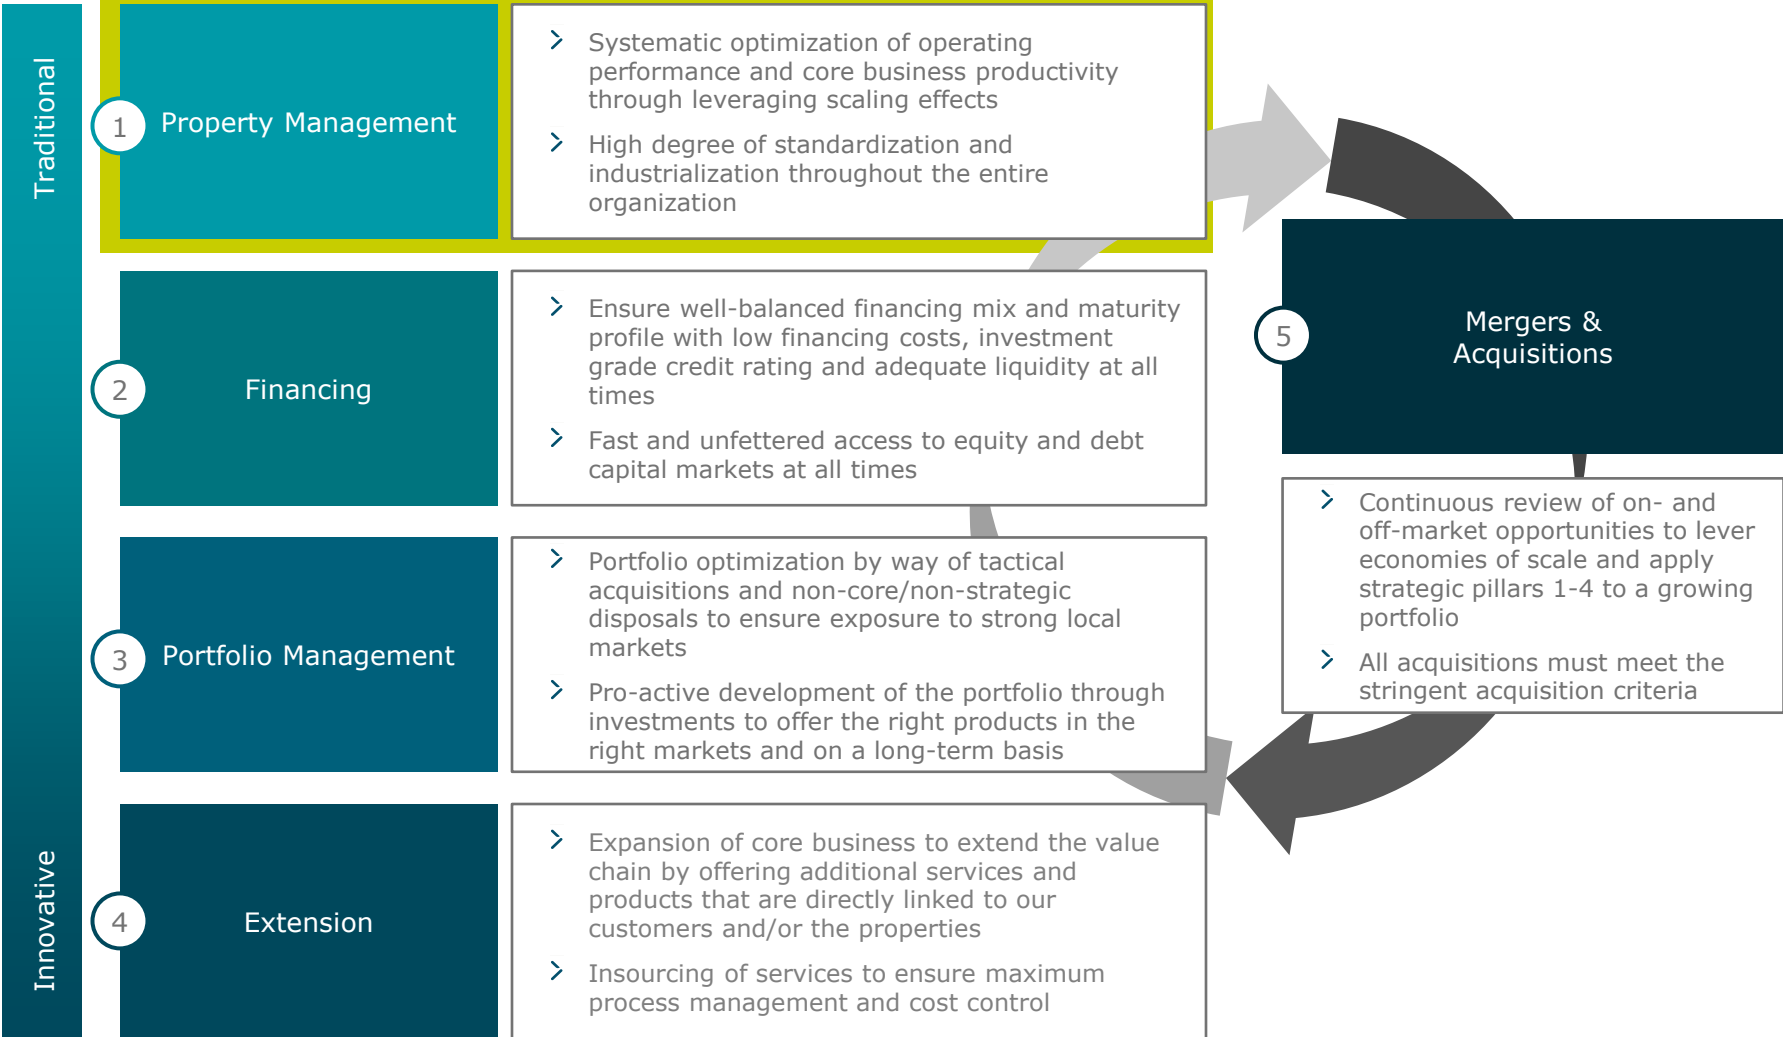 Traditional
1
Property Management
Systematic optimization of operating
performance and core business productivity
through leveraging scaling effects
High degree of standardization and
industrialization throughout the entire
organization
2
Financing
Ensure well-balanced financing mix and maturity
profile with low financing costs, investment
grade credit rating and adequate liquidity at all
times
Fast and unfettered access to equity and debt
capital markets at all times
3
Portfolio Management
Portfolio optimization by way of tactical
acquisitions and non-core/non-strategic
disposals to ensure exposure to strong local
markets
Pro-active development of the portfolio through
investments to offer the right products in the
right markets and on a long-term basis
Innovative
4
Extension
Expansion of core business to extend the value
chain by offering additional services and
products that are directly linked to our
customers and/or the properties
Insourcing of services to ensure maximum
process management and cost control
5
Mergers &
Acquisitions
Continuous review of on- and
off-market opportunities to lever
economies of scale and apply
strategic pillars 1-4 to a growing
portfolio
All acquisitions must meet the
stringent acquisition criteria